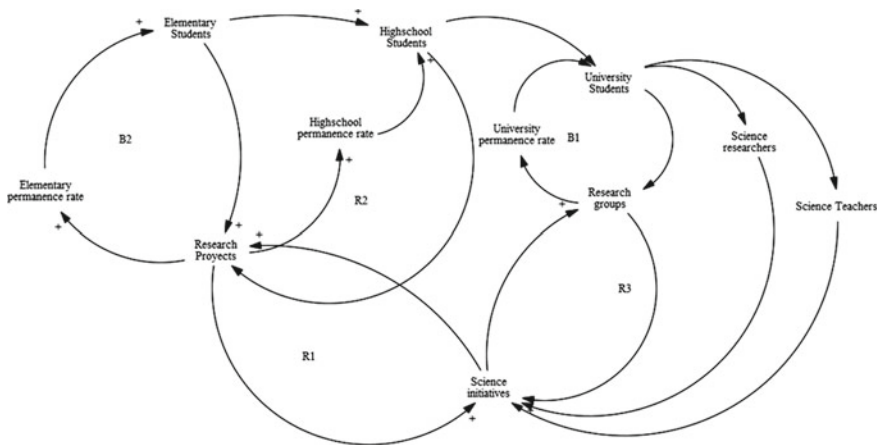 +
Elementary
Students
+
Highschool
Students
+
University
Students
B2
Highschool
permanence rate
+
University
permanence rate
B1
Science
researchers
Elementary
permanence rate
+
R2
Research
groups
+
Science Teachers
+
+
Research
Proyects
R3
R1
Science
initiatives
+
+